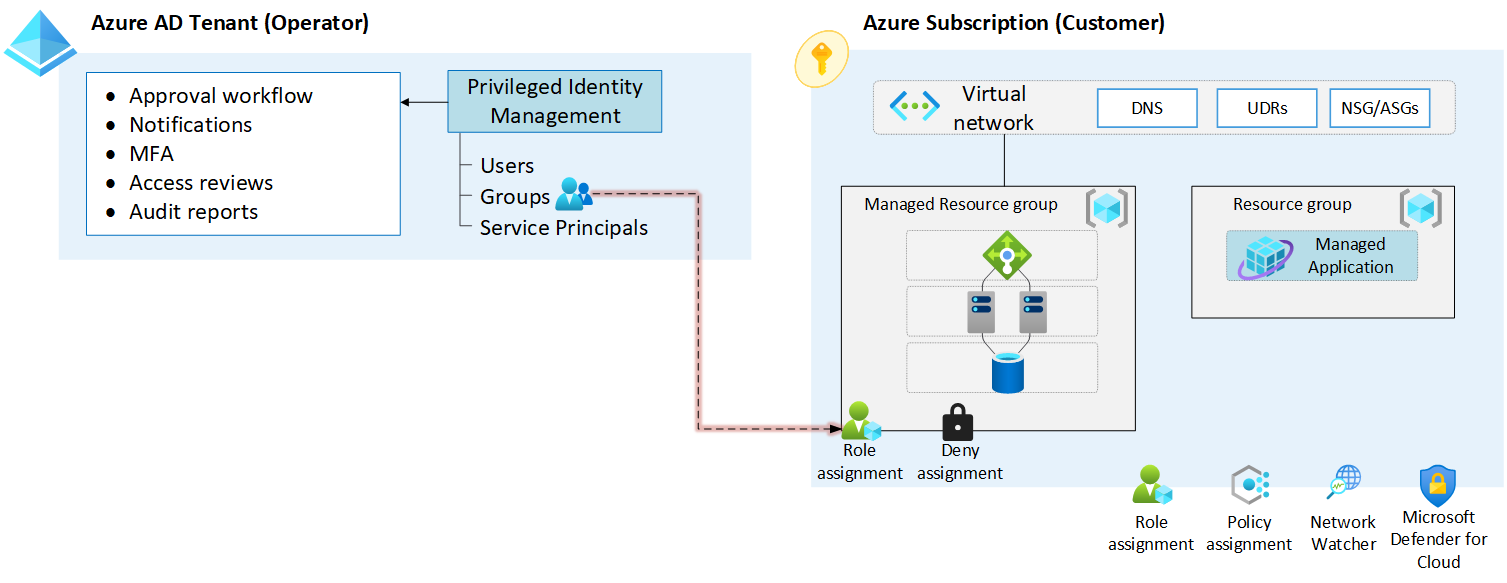 Azure AD Tenant (Operator)
Approval workflow
Notifications
MFA
Access reviews
Audit reports
Privileged Identity
Management
Users
Groups
Service Principals
Azure Subscription (Customer)
Virtual
network
DNS
UDRs
NSG/ASGs
Managed Resource group
Resource group
Managed
Application
Role
assignment
Deny
assignment
Role
assignment
Policy
assignment
Network
Watcher
Microsoft
Defender for
Cloud